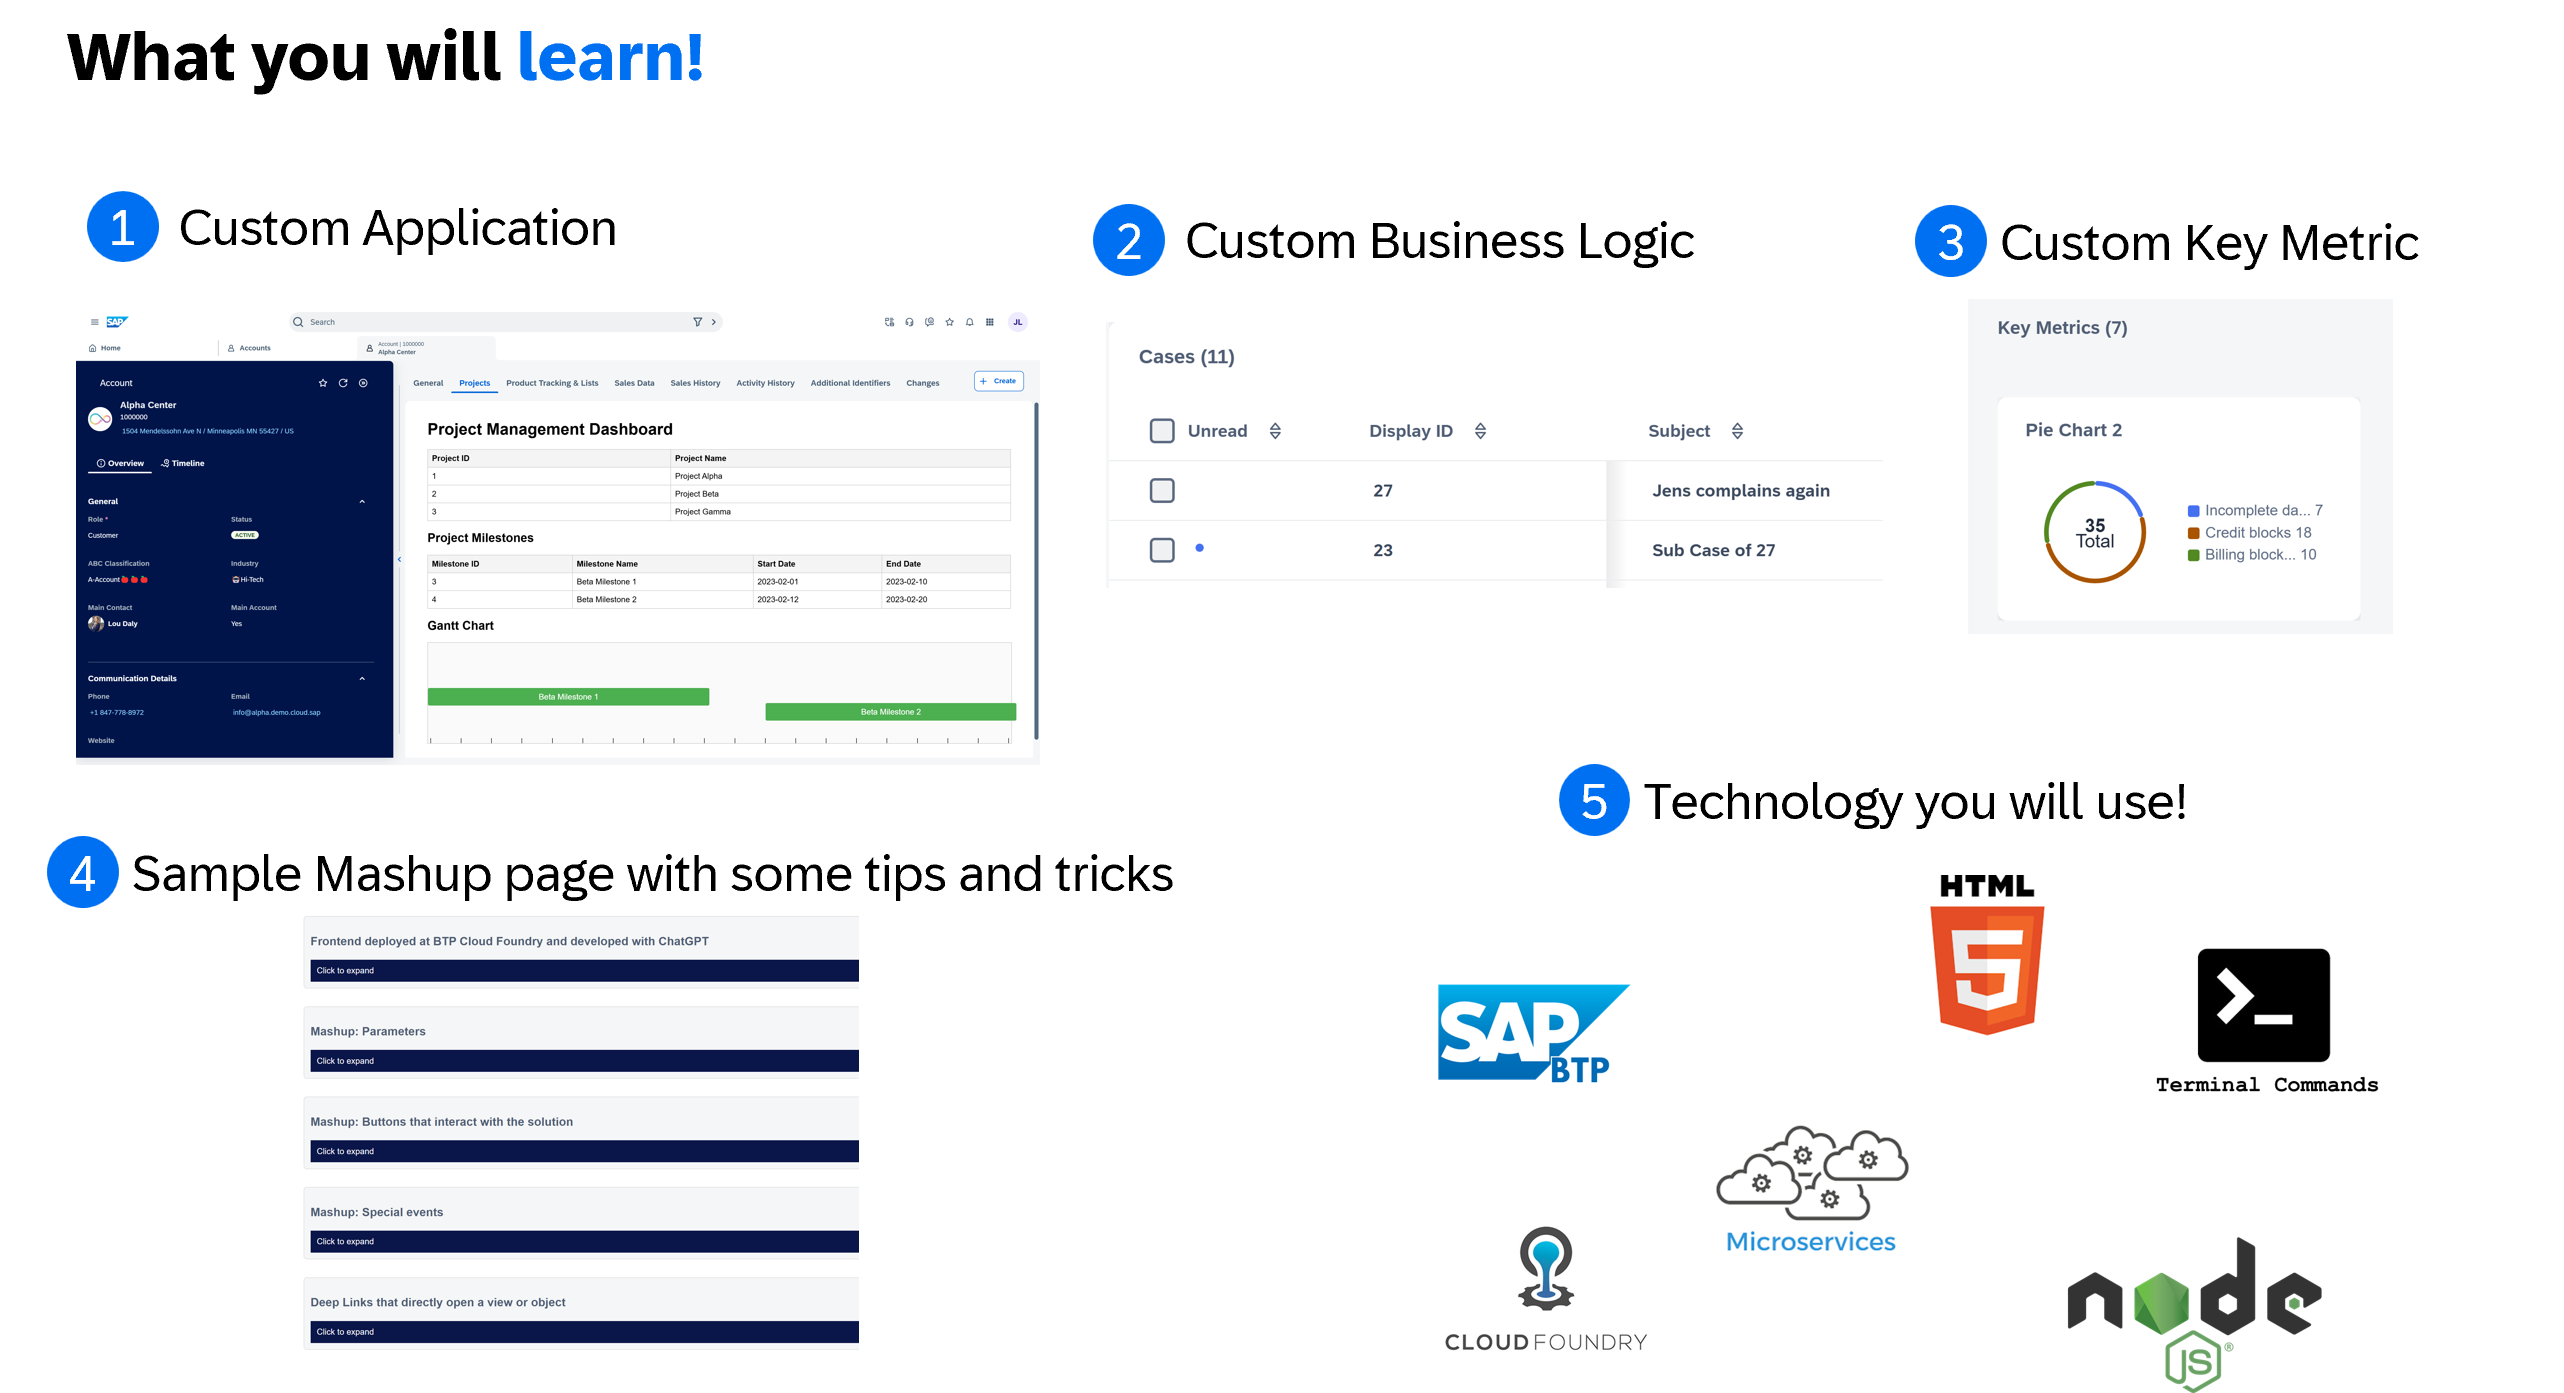 What you will learn!
1 Custom Application
SAP
Search
JL
Home
Accounts
Account | 1000000
Alpha Center
Account
Alpha Center
1000000
1504 Mendelssohn Ave N / Minneapolis MN 55427 / US
Overview Timeline
General
Role * Status
Customer ACTIVE
ABC Classification Industry
A-Account Hi-Tech
Main Contact Main Account
Lou Daly Yes
Communication Details
Phone Email
+1 847-778-8972 info@alpha.demo.cloud.sap
Website
General Projects Product Tracking & Lists Sales Data Sales History Activity History Additional Identifiers Changes + Create
Project Management Dashboard
Project ID Project Name
1 Project Alpha
2 Project Beta
3 Project Gamma
Project Milestones
Milestone ID Milestone Name Start Date End Date
3 Beta Milestone 1 2023-02-01 2023-02-10
4 Beta Milestone 2 2023-02-12 2023-02-20
Gantt Chart
Beta Milestone 1
Beta Milestone 2
2 Custom Business Logic
Cases (11)
Unread Display ID Subject
27 Jens complains again
23 Sub Case of 27
3 Custom Key Metric
Key Metrics (7)
Pie Chart 2
35
Total
Incomplete da... 7
Credit blocks 18
Billing block... 10
4 Sample Mashup page with some tips and tricks
Frontend deployed at BTP Cloud Foundry and developed with ChatGPT
Click to expand
Mashup: Parameters
Click to expand
Mashup: Buttons that interact with the solution
Click to expand
Mashup: Special events
Click to expand
Deep Links that directly open a view or object
Click to expand
5 Technology you will use!
HTML
5
SAP
BTP
>_
Terminal Commands
Microservices
CLOUD FOUNDRY
node
JS®